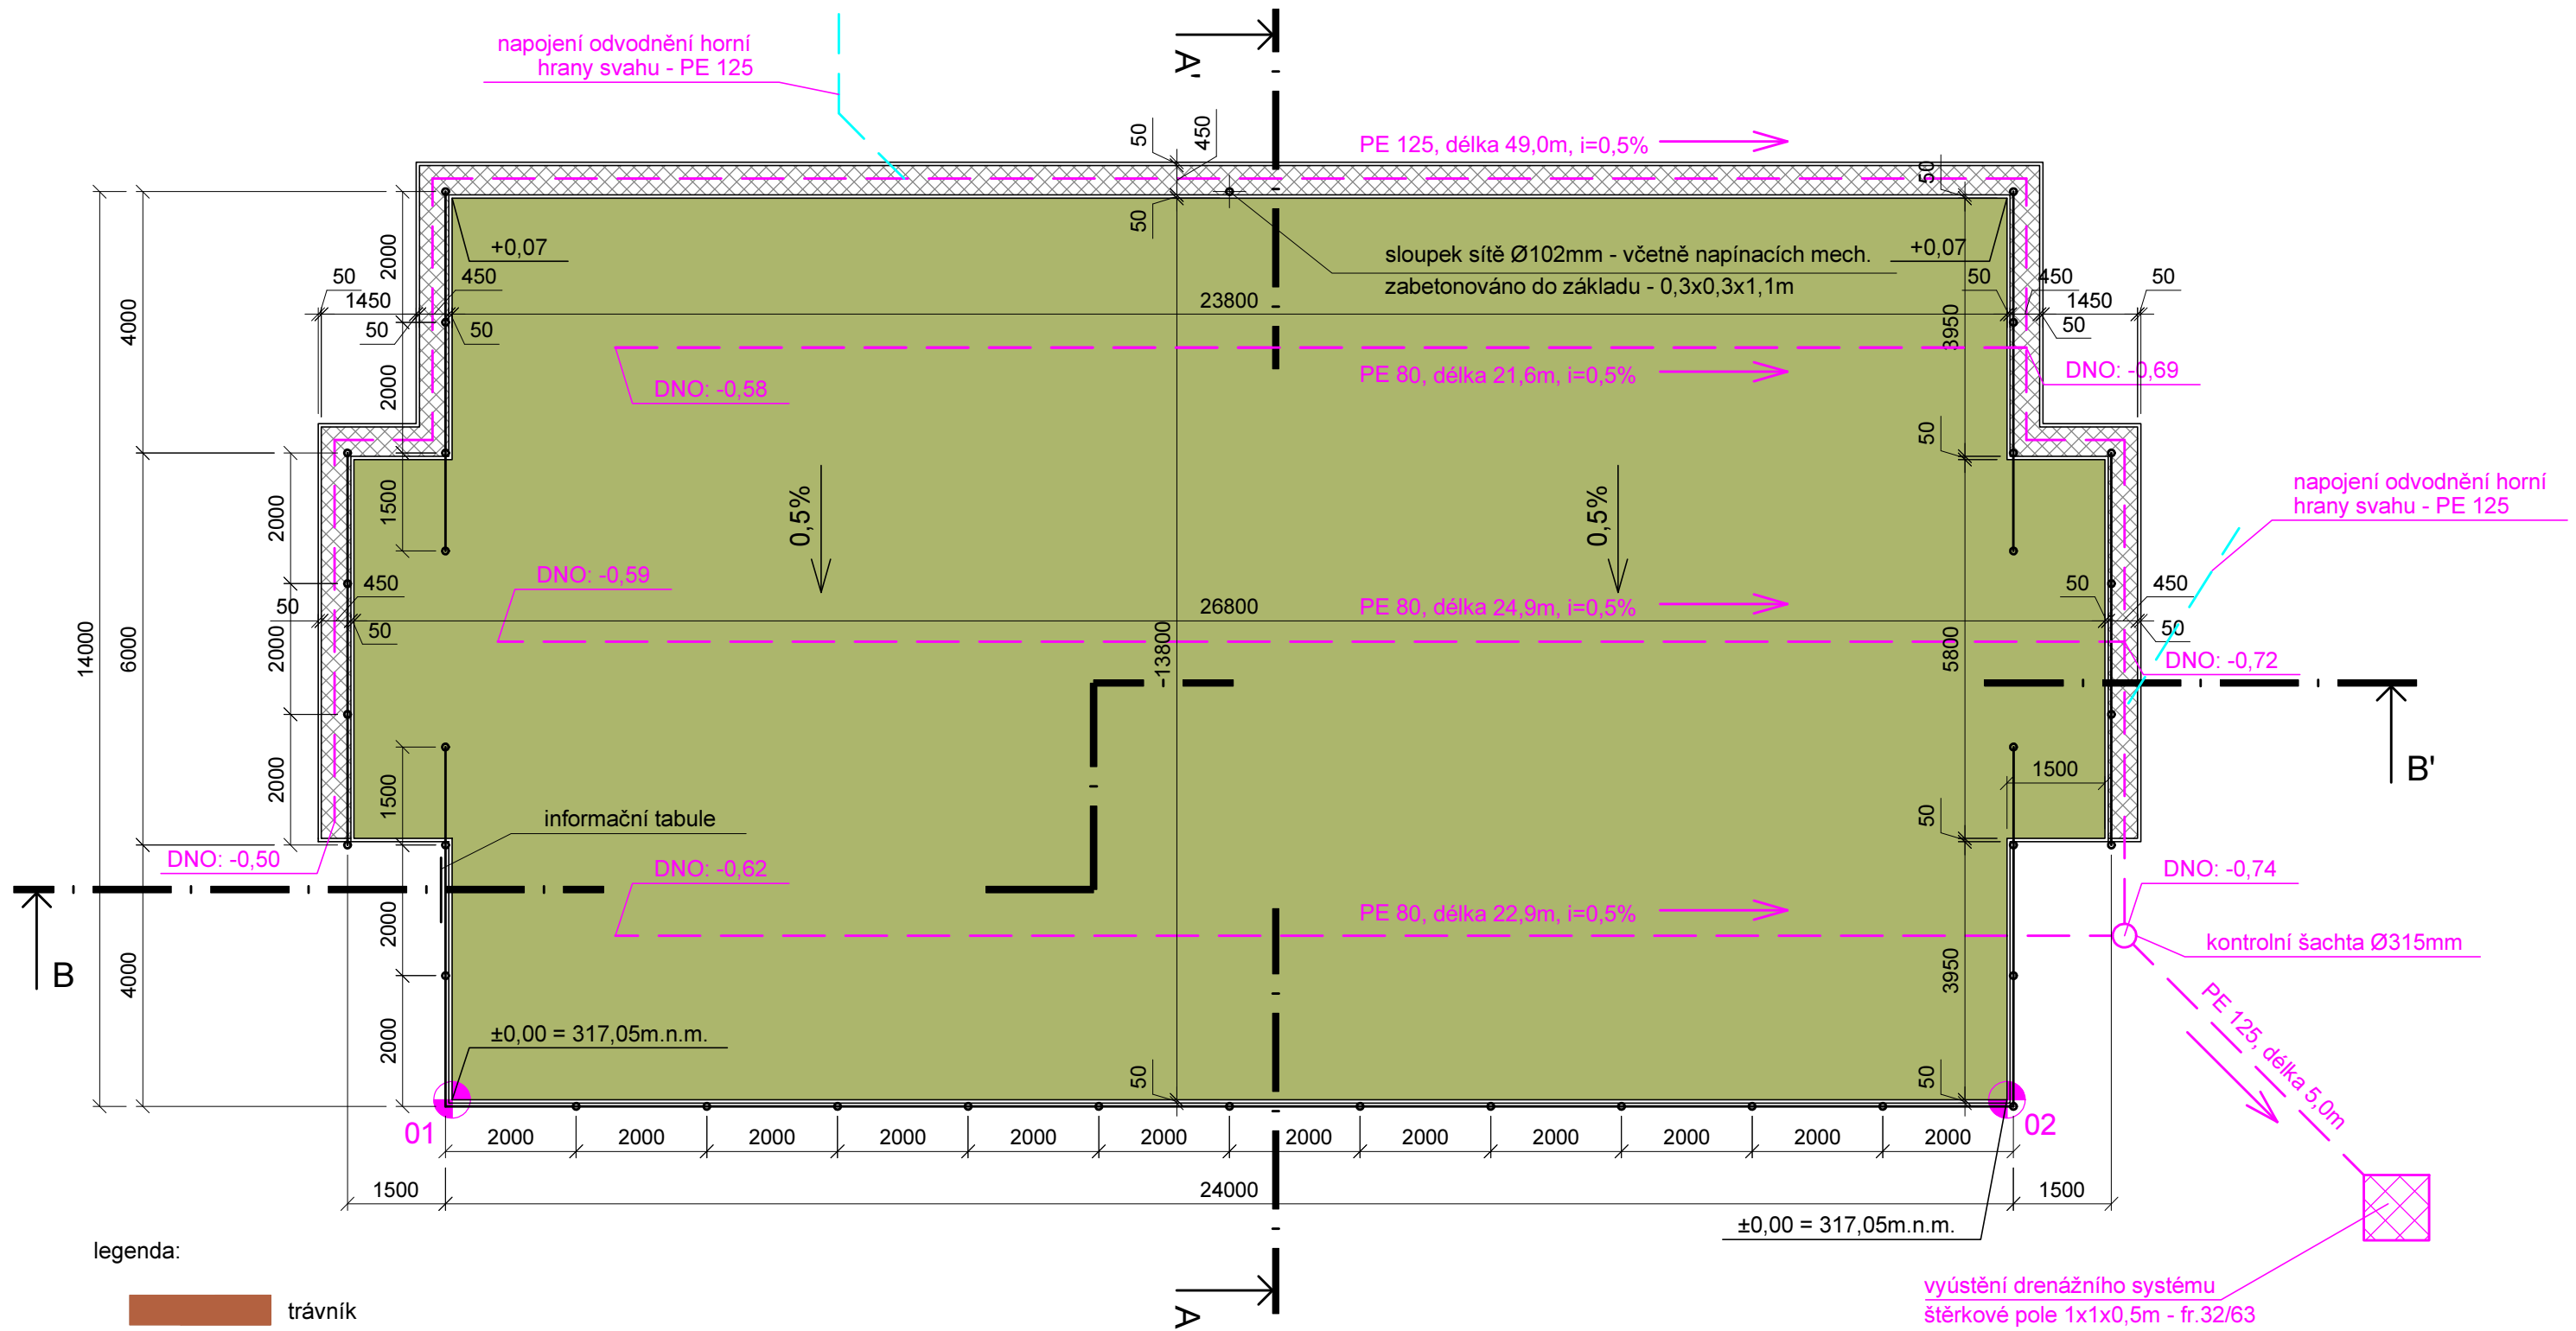 napojení odvodnění horní
hrany svahu - PE 125
A'
50
450
PE 125, délka 49,0m, i=0,5%
50
50
2000
+0,07
sloupek sítě Ø102mm - včetně napínacích mech.
+0,07
zabetonováno do základu - 0,3x0,3x1,1m
50
450
1450
50
50
23800
50
450
50
1450
50
4000
3950
2000
DNO: -0,58
PE 80, délka 21,6m, i=0,5%
DNO: -0,69
50
1500
2000
0,5%
0,5%
napojení odvodnění horní
hrany svahu - PE 125
DNO: -0,59
450
50
50
26800
PE 80, délka 24,9m, i=0,5%
50
450
50
14000
6000
2000
13800
5800
DNO: -0,72
2000
1500
1500
B'
informační tabule
50
DNO: -0,50
DNO: -0,62
DNO: -0,74
PE 80, délka 22,9m, i=0,5%
2000
kontrolní šachta Ø315mm
B
4000
3950
2000
±0,00 = 317,05m.n.m.
PE 125, délka 5,0m
50
50
01
02
2000
2000
2000
2000
2000
2000
2000
2000
2000
2000
2000
2000
1500
24000
1500
±0,00 = 317,05m.n.m.
legenda:
trávník
A
vyústění drenážního systému
štěrkové pole 1x1x0,5m - fr.32/63